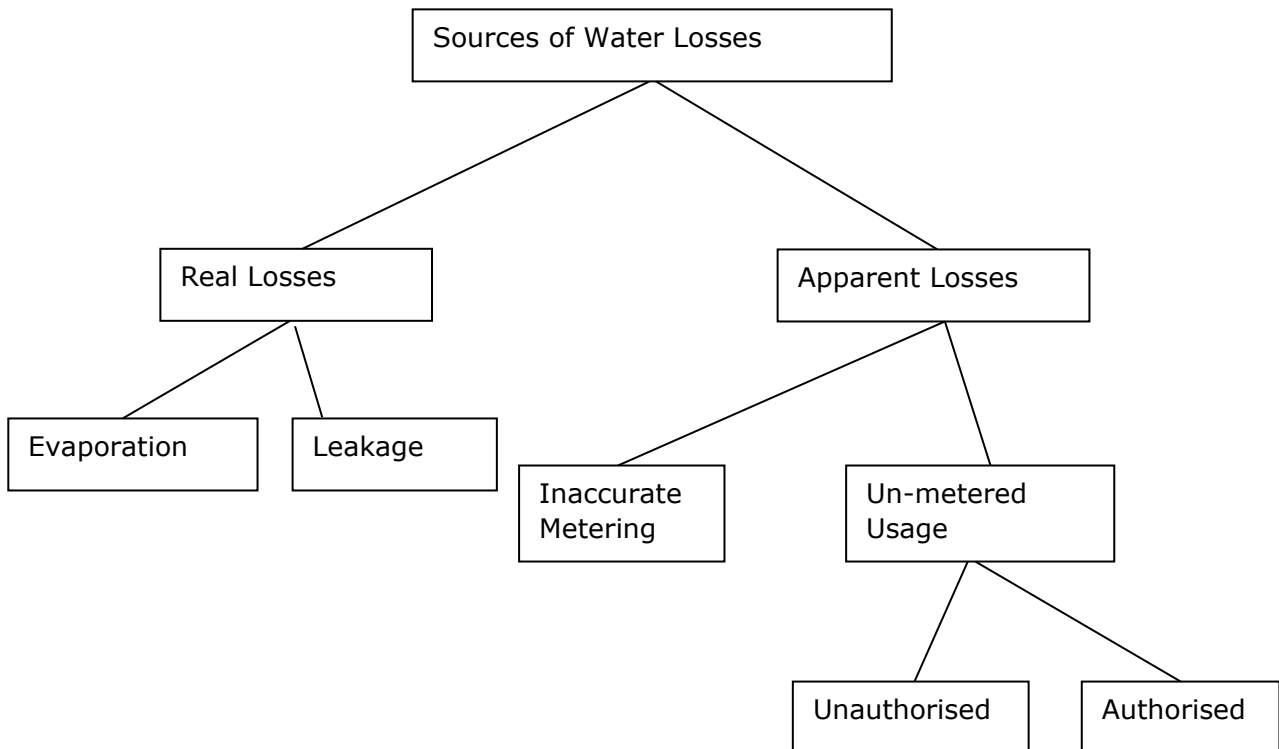 Sources of Water Losses
Real Losses
Apparent Losses
Evaporation
Leakage
Inaccurate
Metering
Un-metered
Usage
Unauthorised
Authorised